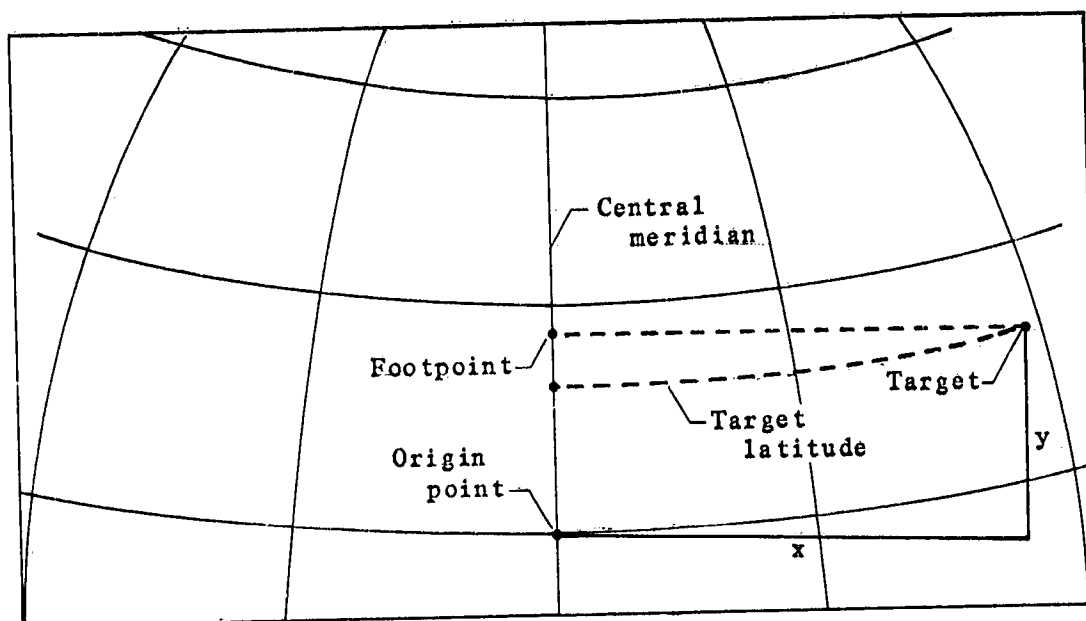 Central
meridian
Footpoint
Target
Target
latitude
y
Origin
point
x